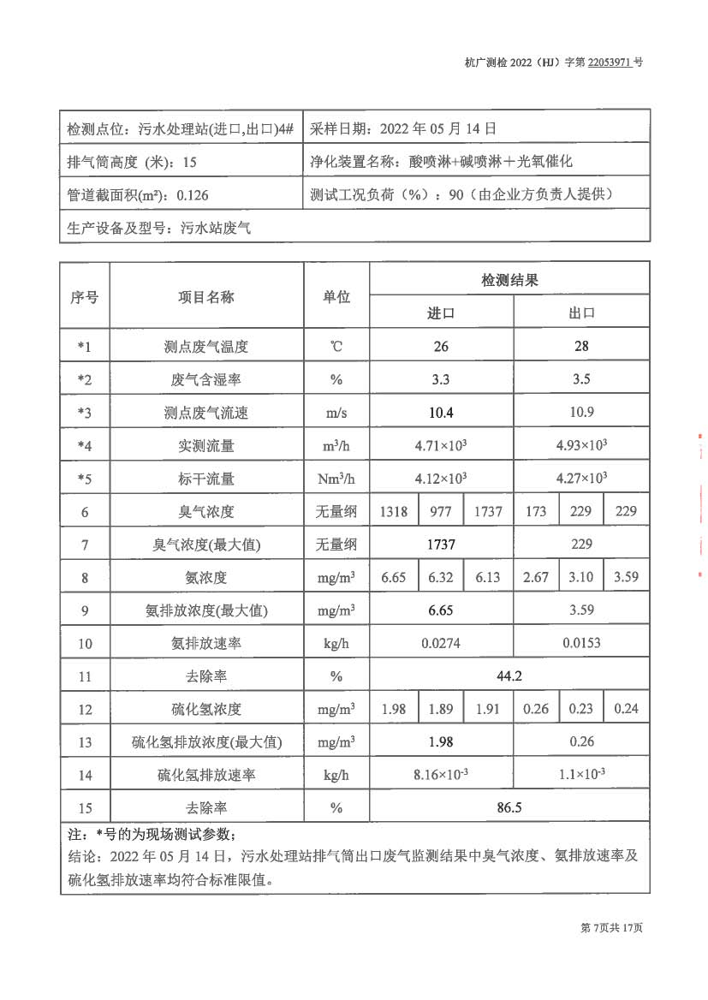 杭广测检 2022（HJ）字第 22053971 号
检测点位：污水处理站(进口,出口)4# 采样日期：2022 年 05 月 14 日
排气筒高度 (米)：15 净化装置名称：酸喷淋+碱喷淋＋光氧催化
管道截面积(m²)：0.126 测试工况负荷（%）：90（由企业方负责人提供）
生产设备及型号：污水站废气
序号 项目名称 单位 检测结果
进口 出口
*1 测点废气温度 ℃ 26 28
*2 废气含湿率 % 3.3 3.5
*3 测点废气流速 m/s 10.4 10.9
*4 实测流量 m³/h 4.71×10³ 4.93×10³
*5 标干流量 Nm³/h 4.12×10³ 4.27×10³
6 臭气浓度 无量纲 1318 977 1737 173 229 229
7 臭气浓度(最大值) 无量纲 1737 229
8 氨浓度 mg/m³ 6.65 6.32 6.13 2.67 3.10 3.59
9 氨排放浓度(最大值) mg/m³ 6.65 3.59
10 氨排放速率 kg/h 0.0274 0.0153
11 去除率 % 44.2
12 硫化氢浓度 mg/m³ 1.98 1.89 1.91 0.26 0.23 0.24
13 硫化氢排放浓度(最大值) mg/m³ 1.98 0.26
14 硫化氢排放速率 kg/h 8.16×10⁻³ 1.1×10⁻³
15 去除率 % 86.5
注：*号的为现场测试参数；
结论：2022 年 05 月 14 日，污水处理站排气筒出口废气监测结果中臭气浓度、氨排放速率及
硫化氢排放速率均符合标准限值。
第 7页共 17页